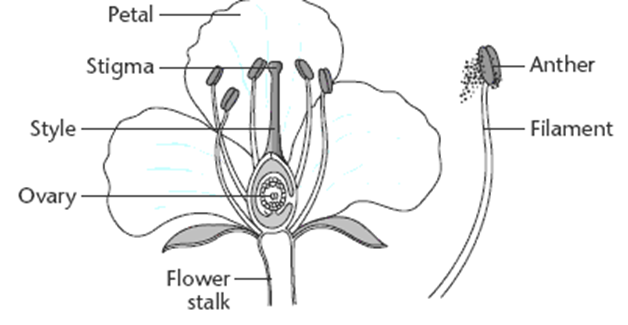 Petal
Stigma
Style
Ovary
Flower
stalk
Anther
Filament